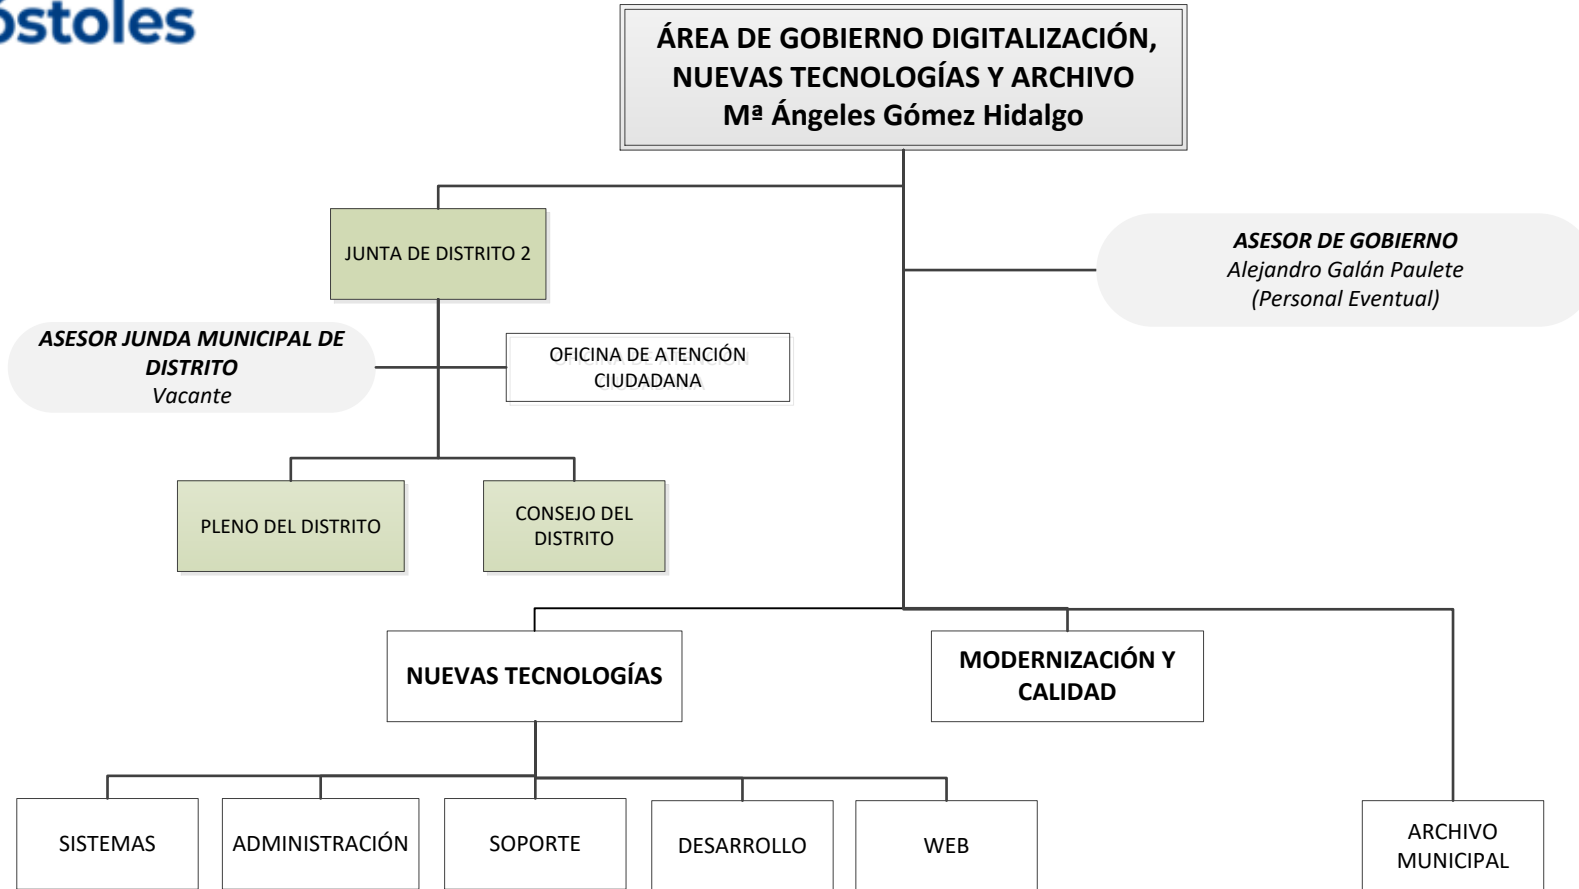 óstoles
ÁREA DE GOBIERNO DIGITALIZACIÓN,
NUEVAS TECNOLOGÍAS Y ARCHIVO
Mª Ángeles Gómez Hidalgo
JUNTA DE DISTRITO 2
ASESOR DE GOBIERNO
Alejandro Galán Paulete
(Personal Eventual)
ASESOR JUNDA MUNICIPAL DE
DISTRITO
Vacante
OFICINA DE ATENCIÓN
CIUDADANA
PLENO DEL DISTRITO
CONSEJO DEL
DISTRITO
NUEVAS TECNOLOGÍAS
MODERNIZACIÓN Y
CALIDAD
SISTEMAS
ADMINISTRACIÓN
SOPORTE
DESARROLLO
WEB
ARCHIVO
MUNICIPAL